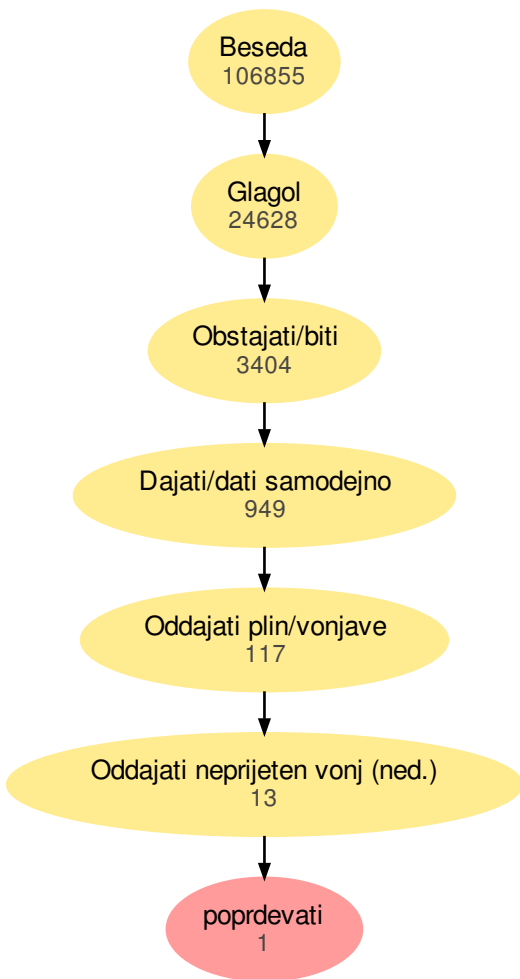 Beseda
106855
Glagol
24628
Obstajati/biti
3404
Dajati/dati samodejno
949
Oddajati plin/vonjave
117
Oddajati neprijeten vonj (ned.)
13
poprdevati
1